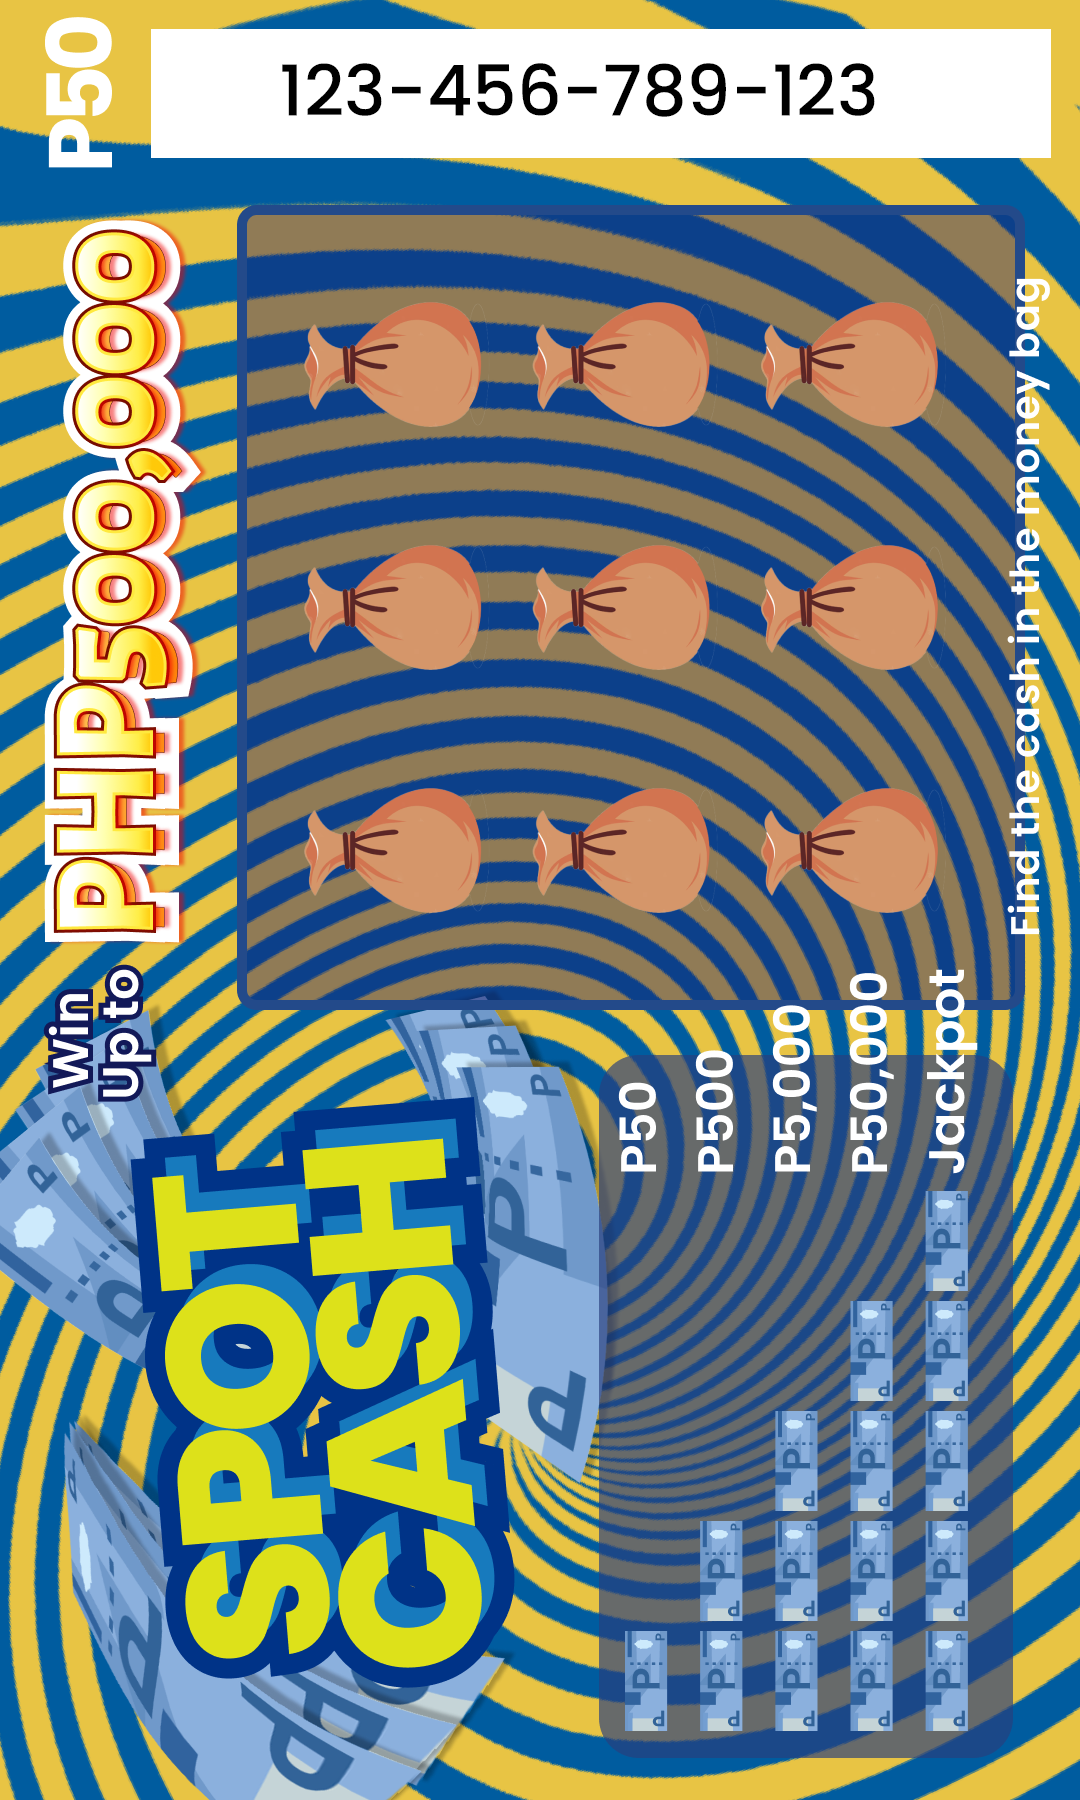 P50
123-456-789-123
Win
Up to
PHP500,000
SPOT
CASH
P50
P500
P5,000
P50,000
Jackpot
Find the cash in the money bag